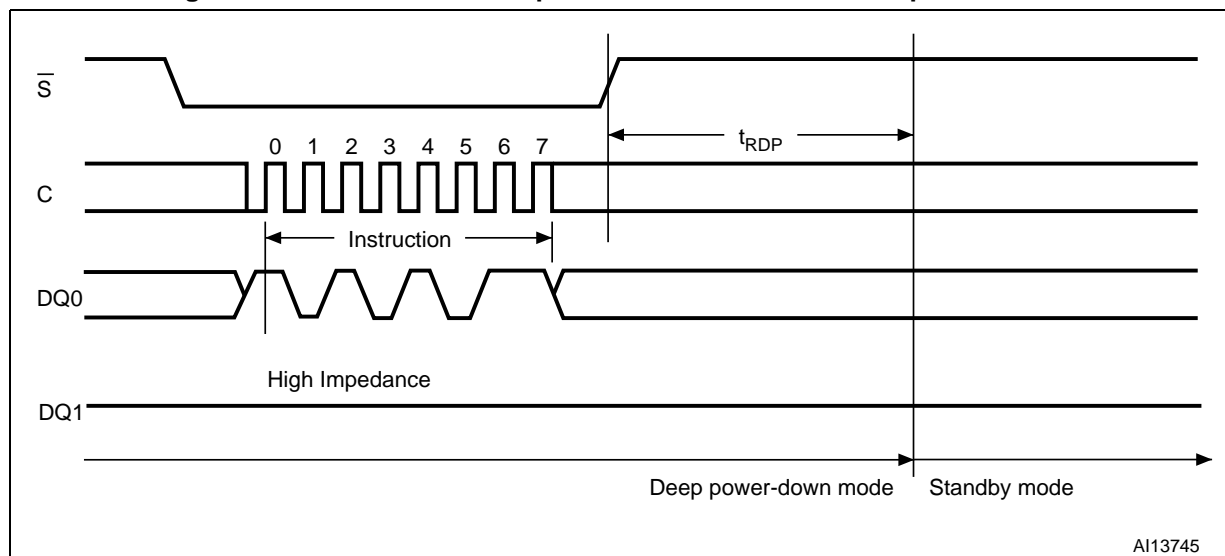 S
0 1 2 3 4 5 6 7
tRDP
C
Instruction
DQ0
High Impedance
DQ1
Deep power-down mode Standby mode
AI13745